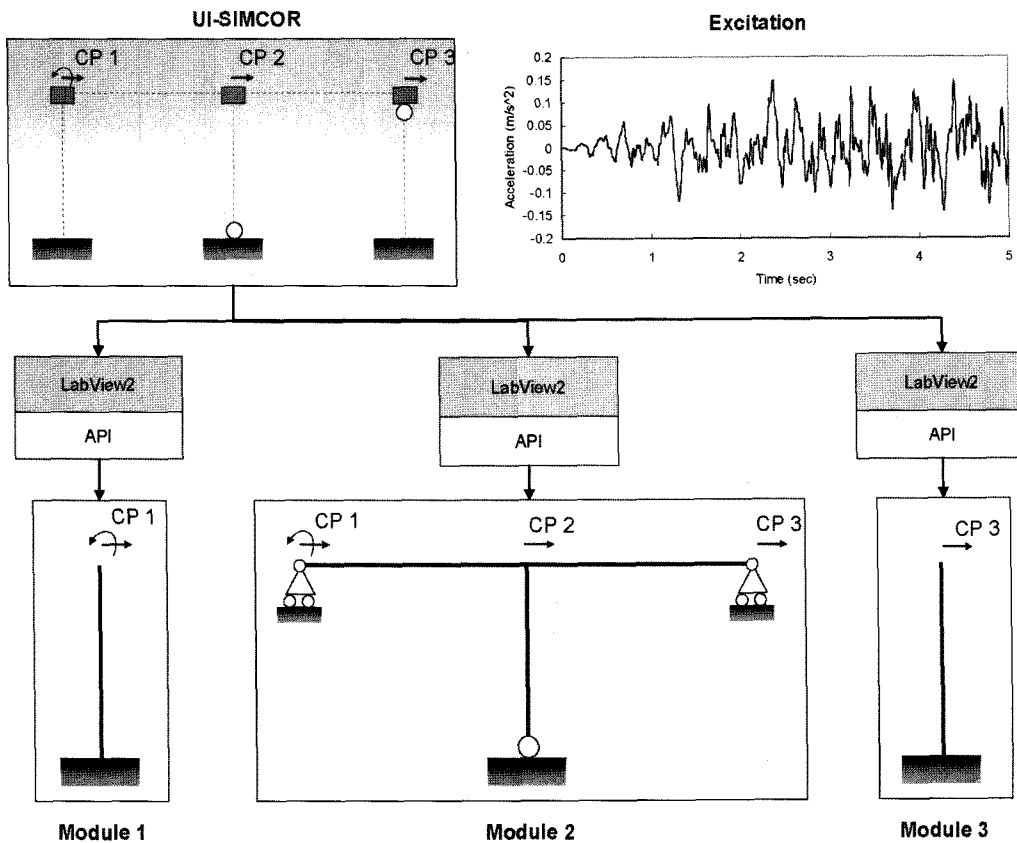 UI-SIMCOR
Excitation
CP 1
CP 2
CP 3
0.2
0.15
0.1
0.05
0
-0.05
-0.1
-0.15
-0.2
Acceleration (m/s^2)
0 1 2 3 4 5
Time (sec)
LabView2
API
LabView2
API
LabView2
API
CP 1
CP 1
CP 2
CP 3
CP 3
Module 1
Module 2
Module 3